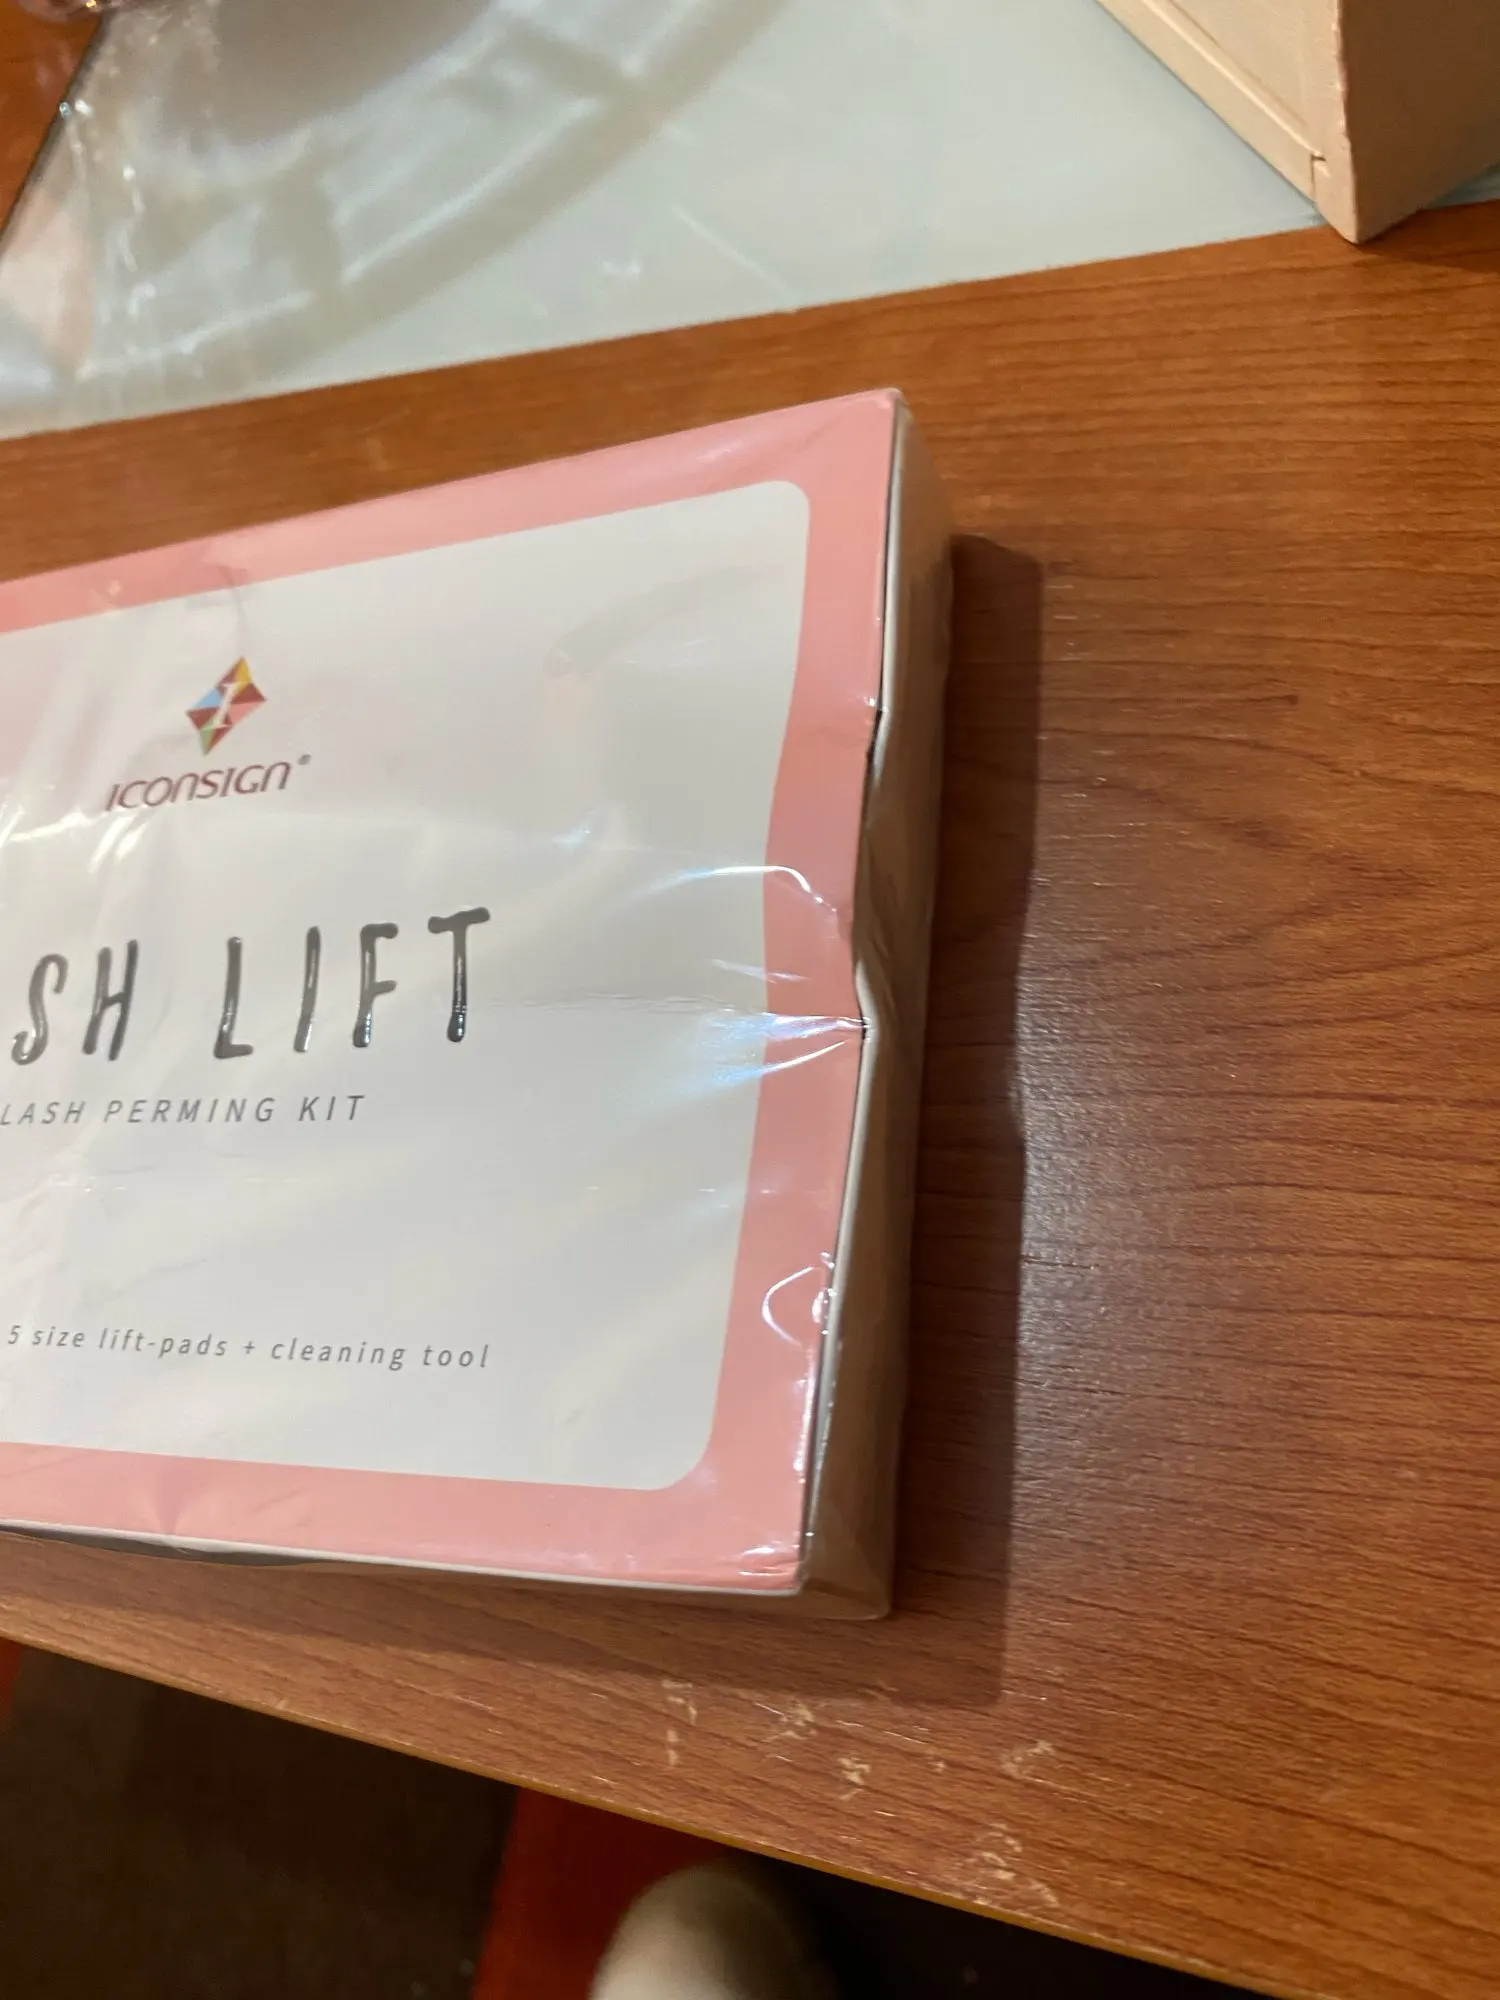 ICONSIGN®
SH LIFT
LASH PERMING KIT
5 size lift-pads + cleaning tool